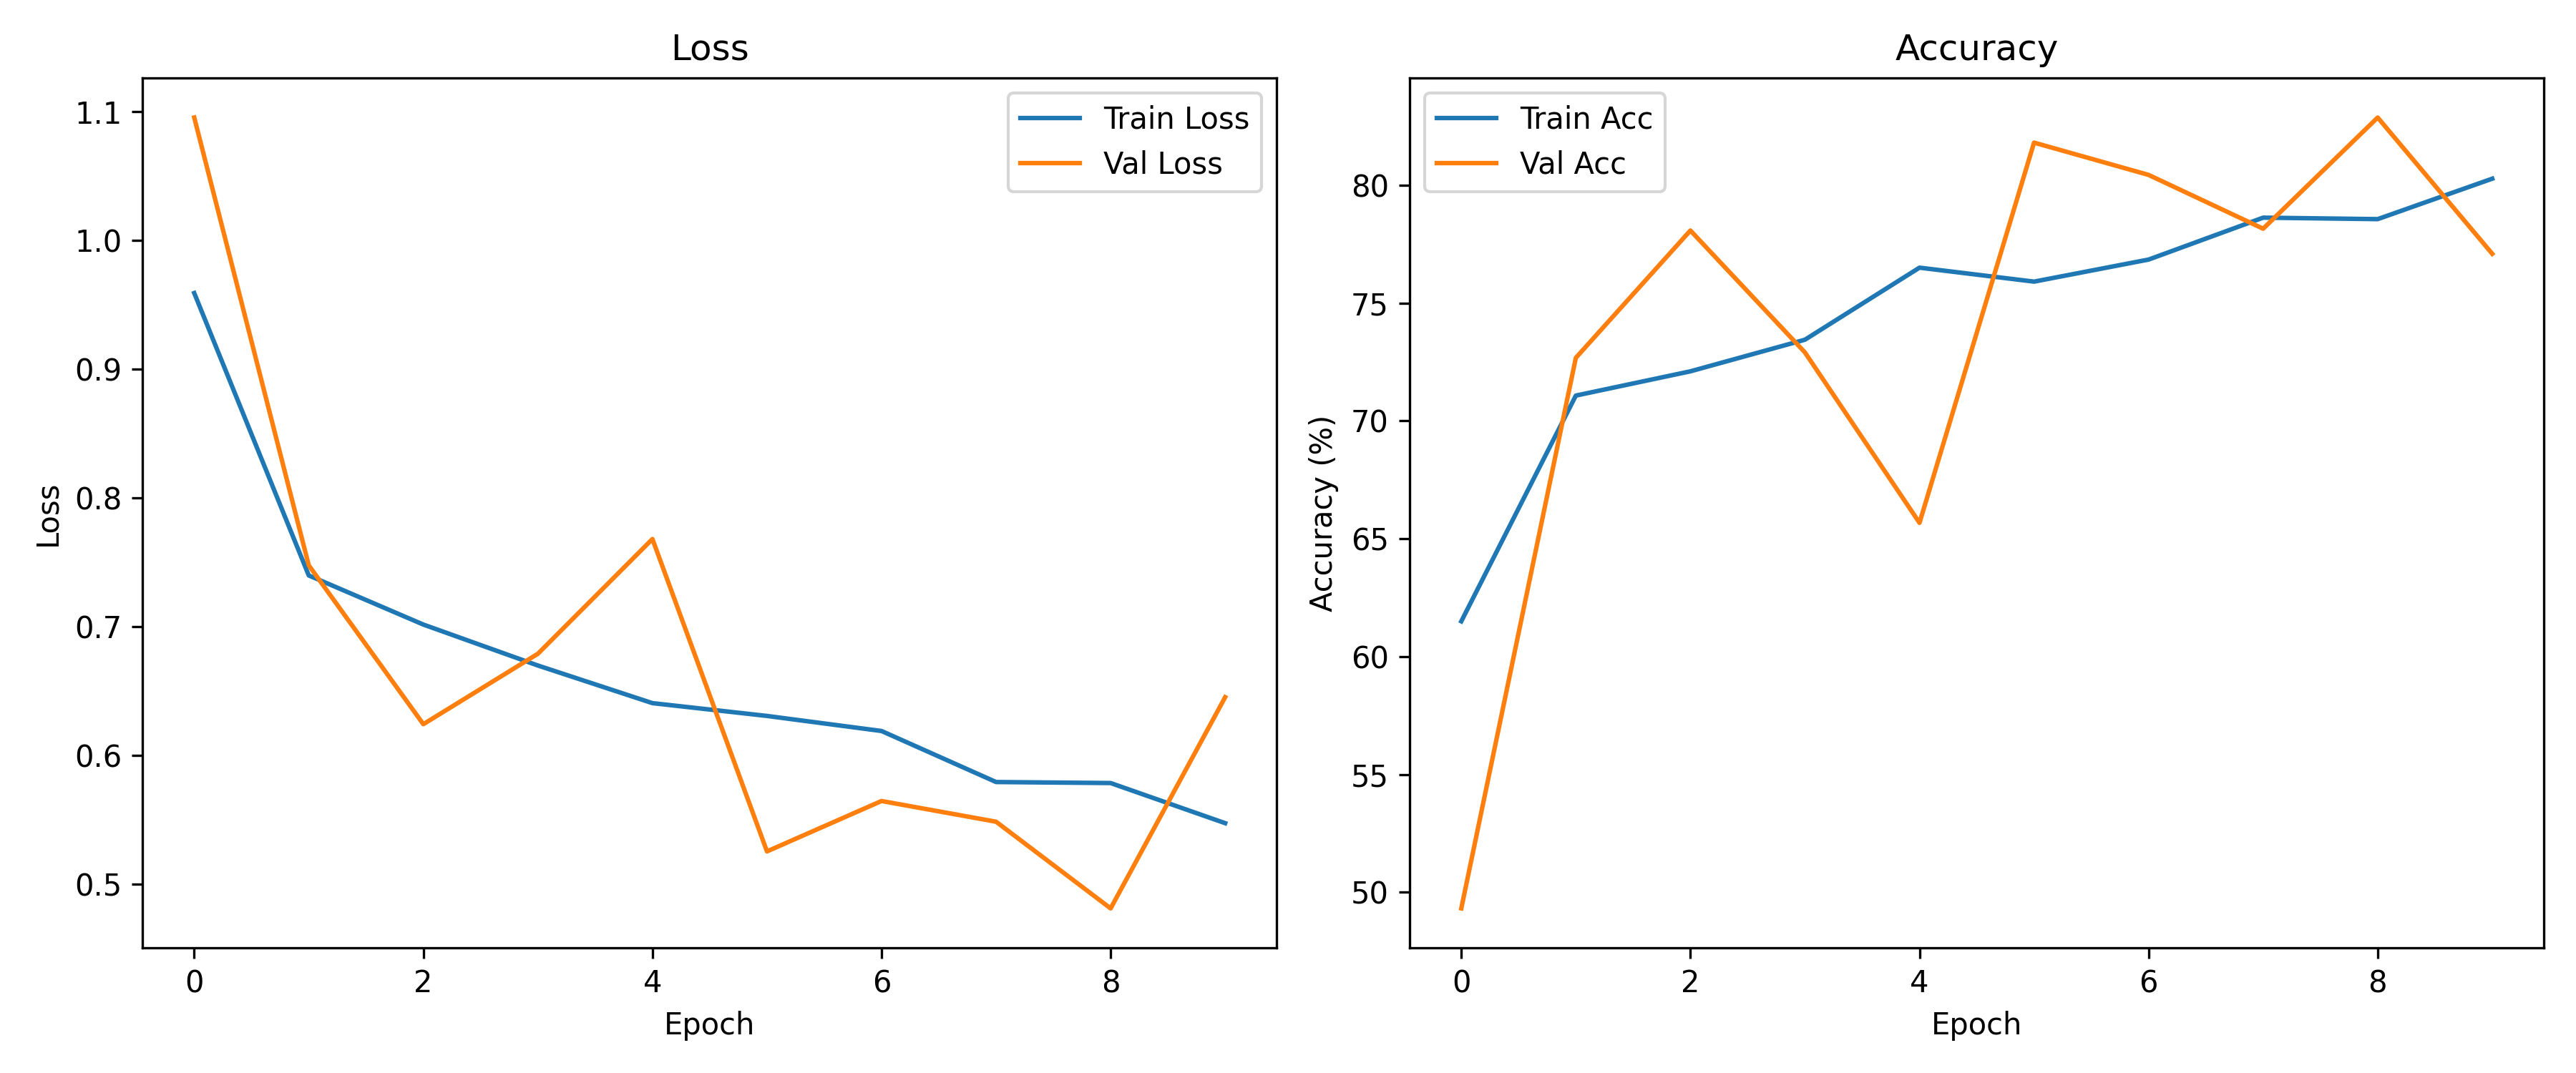 Loss
Train Loss
Val Loss
1.1
1.0
0.9
0.8
0.7
0.6
0.5
Loss
0 2 4 6 8
Epoch
Accuracy
Train Acc
Val Acc
80
75
70
65
60
55
50
Accuracy (%)
0 2 4 6 8
Epoch